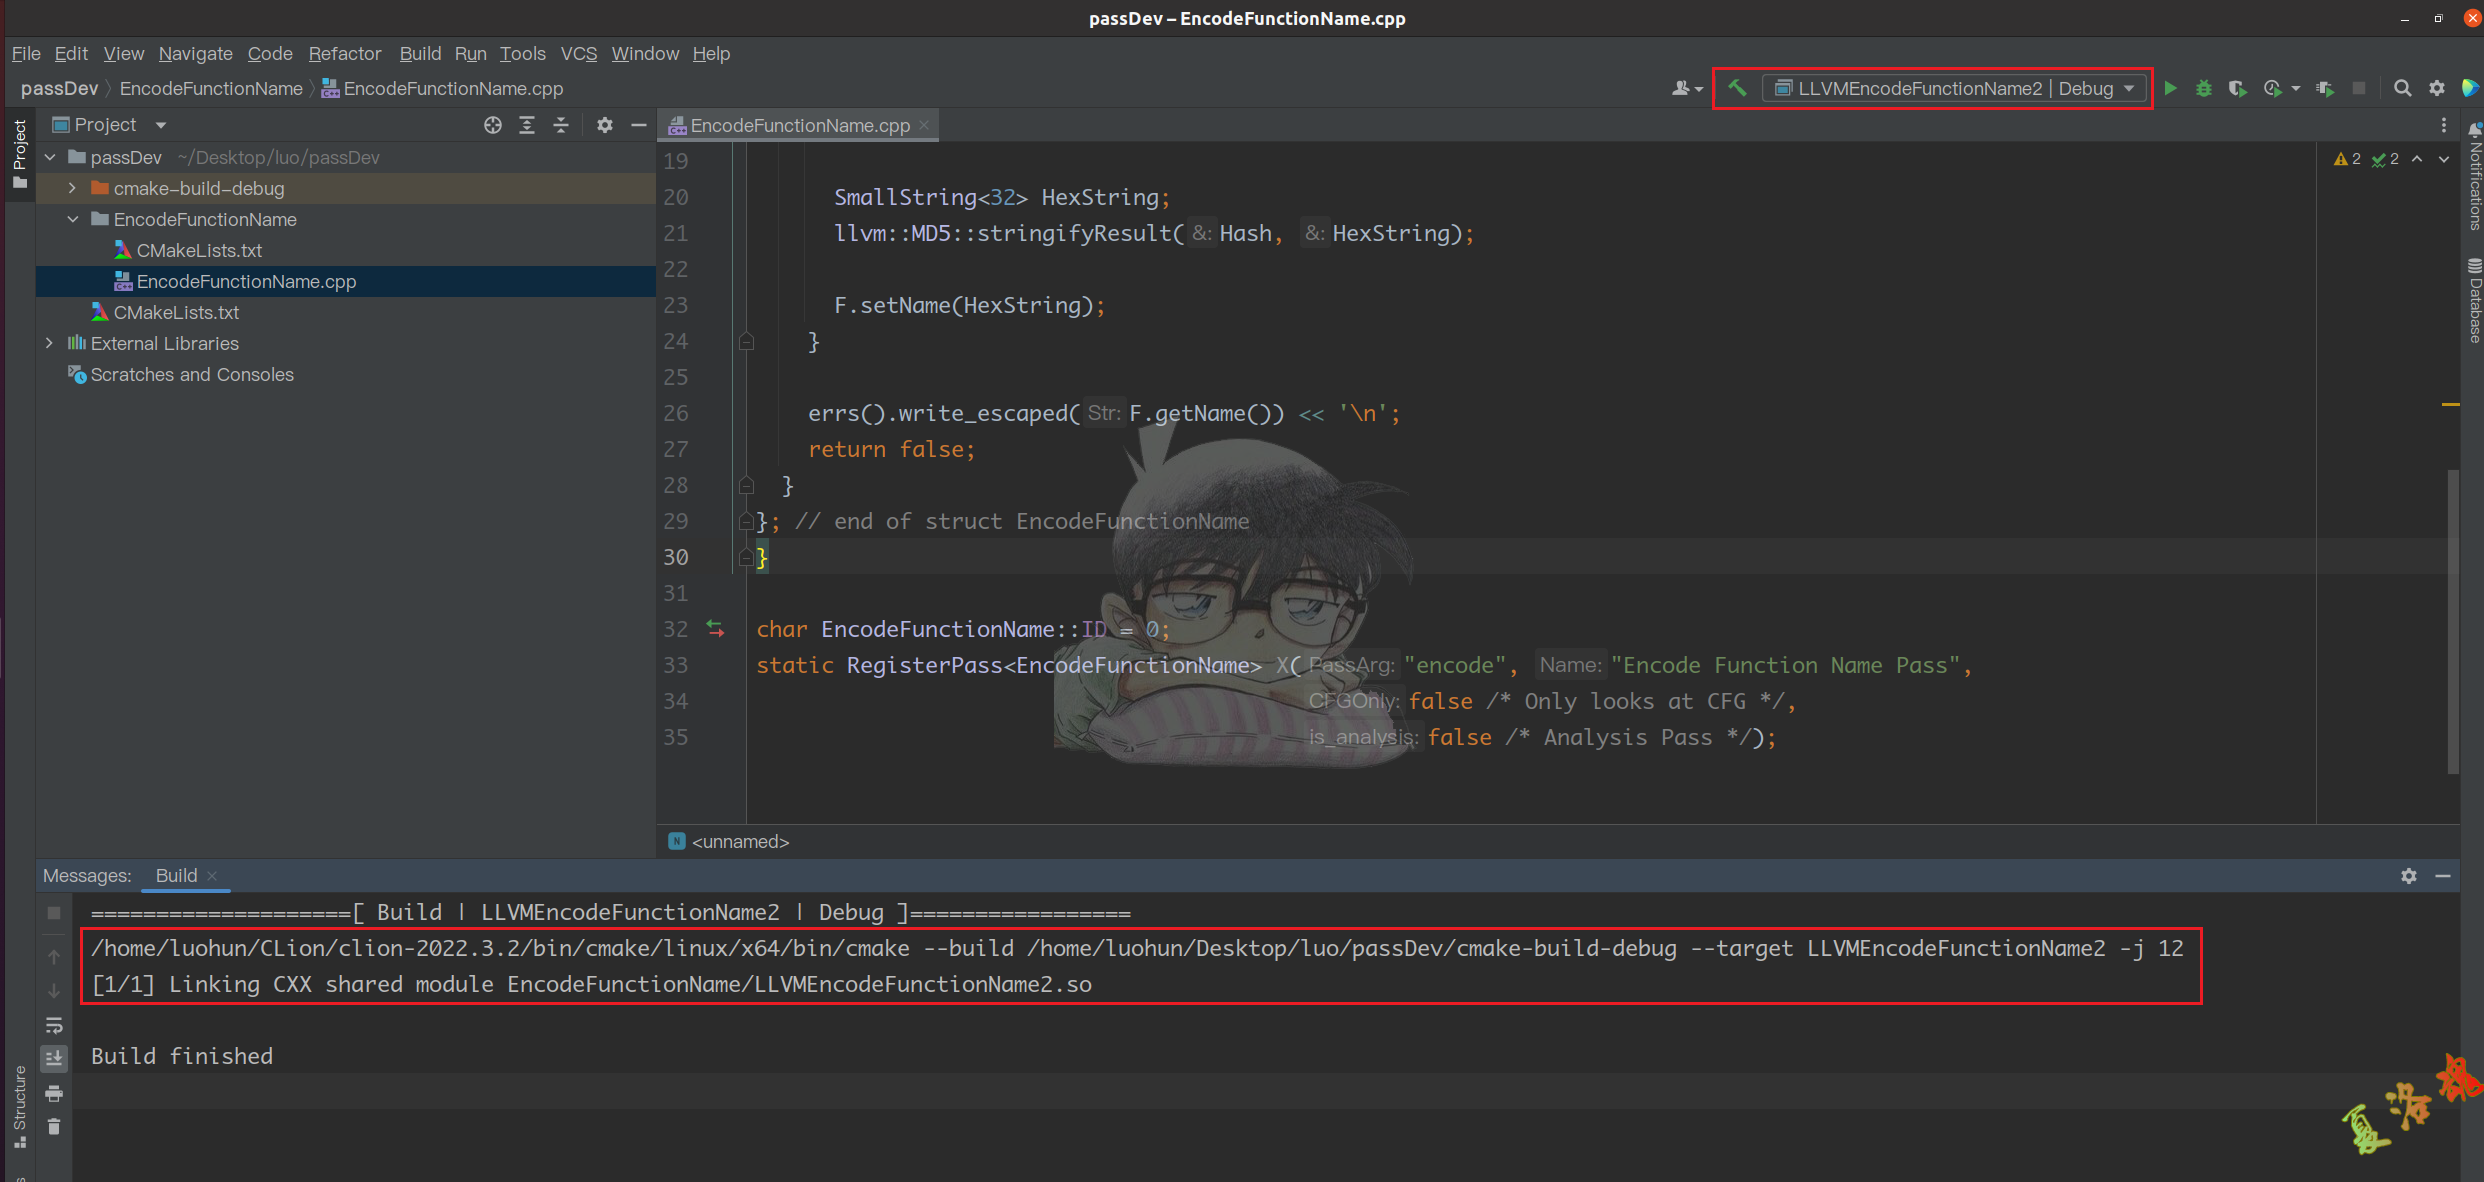 passDev – EncodeFunctionName.cpp
File Edit View Navigate Code Refactor Build Run Tools VCS Window Help
passDev EncodeFunctionName EncodeFunctionName.cpp
LLVMEncodeFunctionName2 | Debug
Project
Project
EncodeFunctionName.cpp
passDev ~/Desktop/luo/passDev
cmake-build-debug
EncodeFunctionName
CMakeLists.txt
EncodeFunctionName.cpp
CMakeLists.txt
External Libraries
Scratches and Consoles
2 2
Notifications
Database
19
20 SmallString<32> HexString;
21 llvm::MD5::stringifyResult( &: Hash, &: HexString);
22
23 F.setName(HexString);
24 }
25
26 errs().write_escaped( Str: F.getName()) << '\n';
27 return false;
28 }
29 }; // end of struct EncodeFunctionName
30 }
31
32 char EncodeFunctionName::ID = 0;
33 static RegisterPass<EncodeFunctionName> X( PassArg: "encode", Name: "Encode Function Name Pass",
34 CFGOnly: false /* Only looks at CFG */,
35 is_analysis: false /* Analysis Pass */);
N <unnamed>
Messages: Build
====================[ Build | LLVMEncodeFunctionName2 | Debug ]=================
/home/luohun/CLion/clion-2022.3.2/bin/cmake/linux/x64/bin/cmake --build /home/luohun/Desktop/luo/passDev/cmake-build-debug --target LLVMEncodeFunctionName2 -j 12
[1/1] Linking CXX shared module EncodeFunctionName/LLVMEncodeFunctionName2.so
Build finished
Structure
夏洛魂